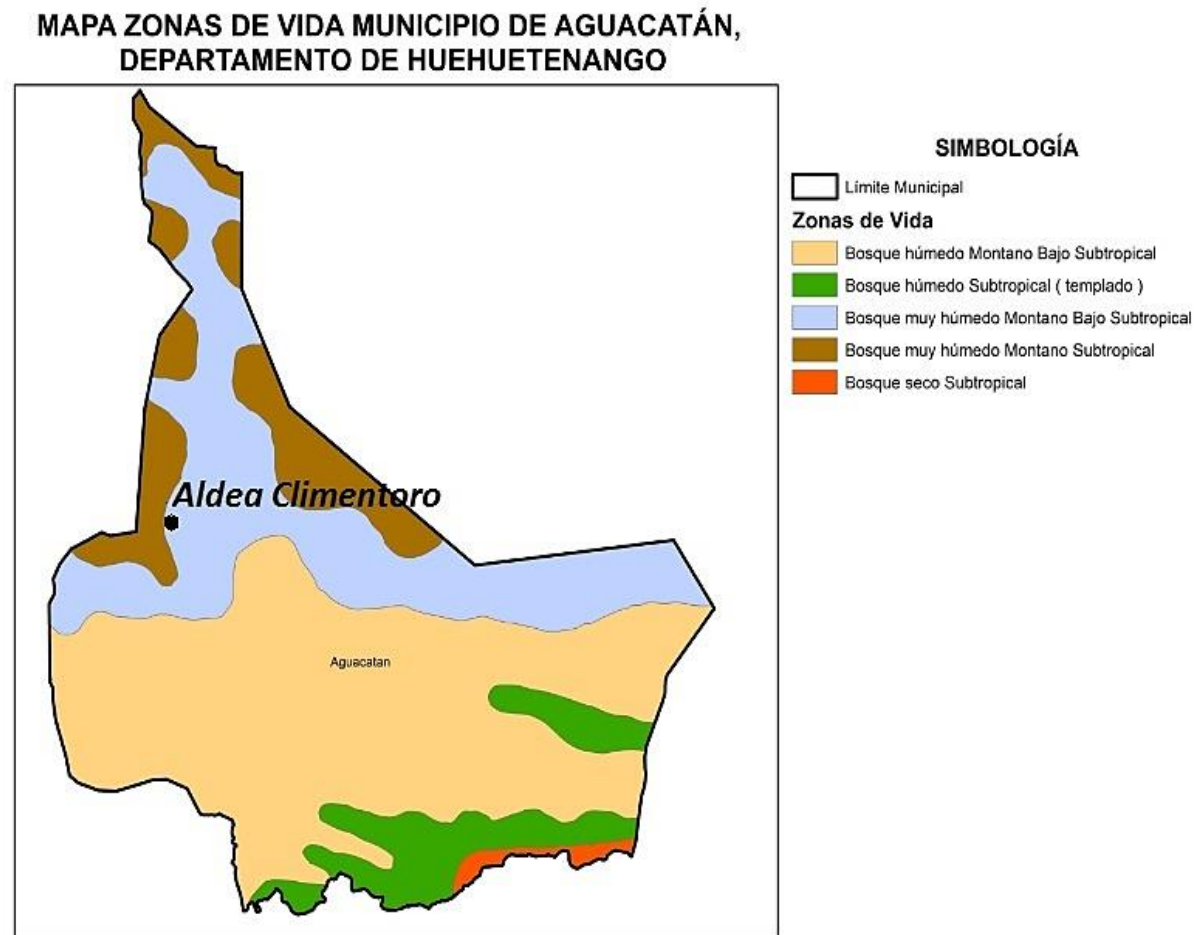 MAPA ZONAS DE VIDA MUNICIPIO DE AGUACATÁN,
DEPARTAMENTO DE HUEHUETENANGO
SIMBOLOGÍA
Límite Municipal
Zonas de Vida
Bosque húmedo Montano Bajo Subtropical
Bosque húmedo Subtropical ( templado )
Bosque muy húmedo Montano Bajo Subtropical
Bosque muy húmedo Montano Subtropical
Bosque seco Subtropical
Aldea Climentoro
Aguacatan